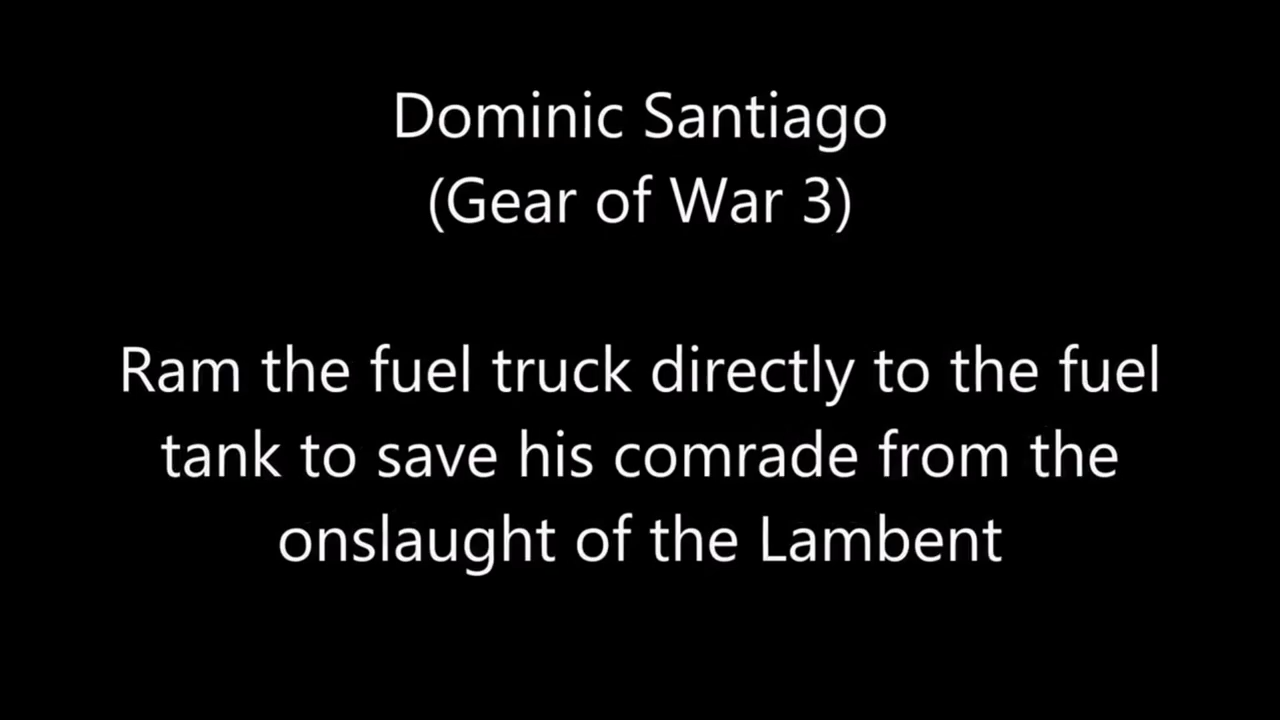 Dominic Santiago
(Gear of War 3)
Ram the fuel truck directly to the fuel
tank to save his comrade from the
onslaught of the Lambent